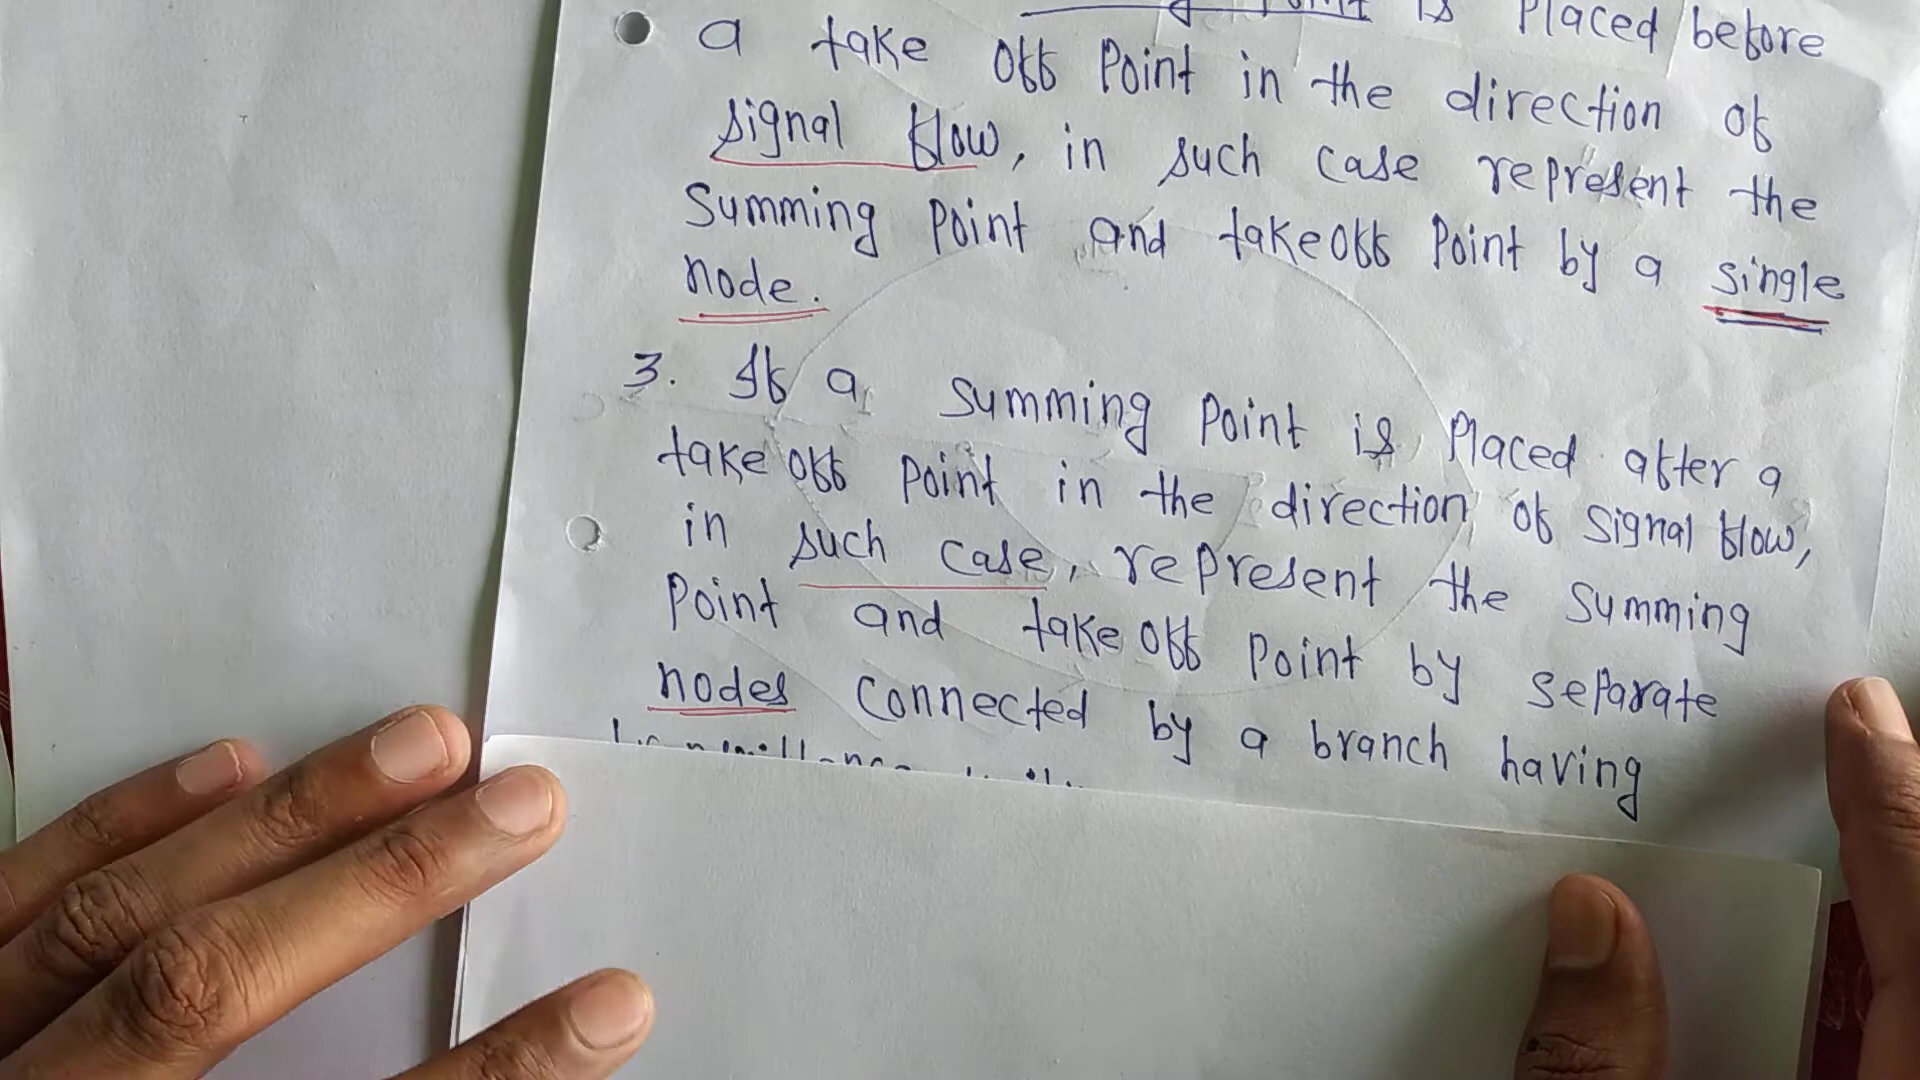 Point is Placed before
a take off Point in the direction of
signal flow, in such case represent the
Summing Point and takeoff Point by a single
node.
3. If a summing Point is Placed after a
take off Point in the direction of signal flow,
in such case, represent the summing
Point and take off Point by separate
nodes connected by a branch having